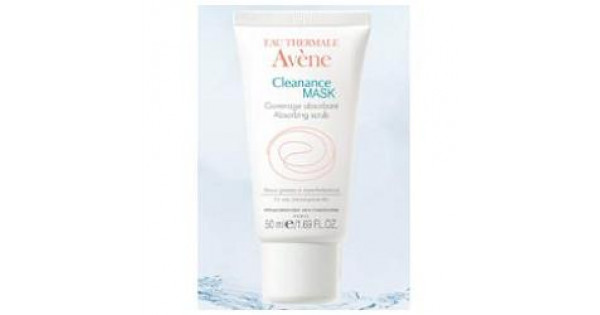 EAU THERMALE
Avène
Cleanance
MASK
Gommage absorbant
Absorbing scrub
50 ml e/1.69 FL.OZ.